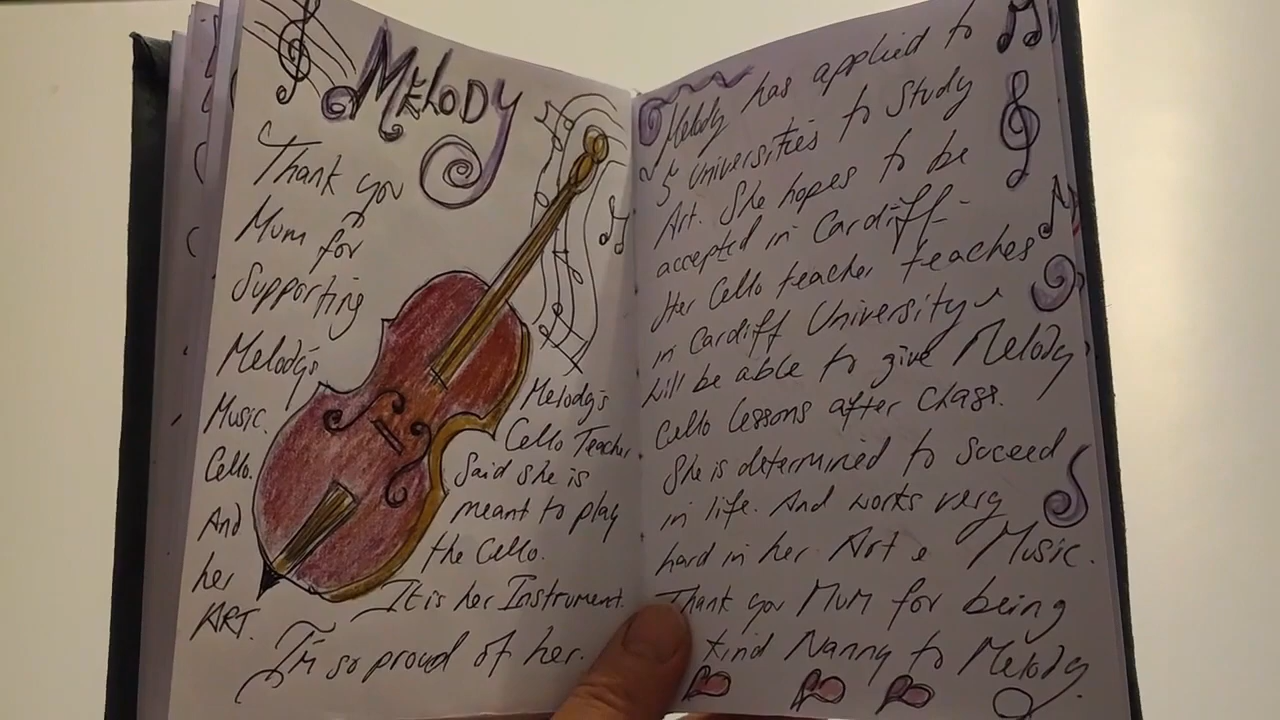 MELODY
Thank you
Mum for
Supporting
Melody's
Music.
Cello.
And
her
ART.
Melody's
Cello Teacher
Said she is
meant to play
the Cello.
It is her Instrument.
I'm so proud of her.
Melody has applied to
5 Universities to Study
Art. She hopes to be
accepted in Cardiff -
Her Cello teacher teaches
in Cardiff University &
will be able to give Melody
Cello lessons after class.
She is determined to succeed
in life. And works very
hard in her Art & Music.
Thank you Mum for being
kind Nanny to Melody.